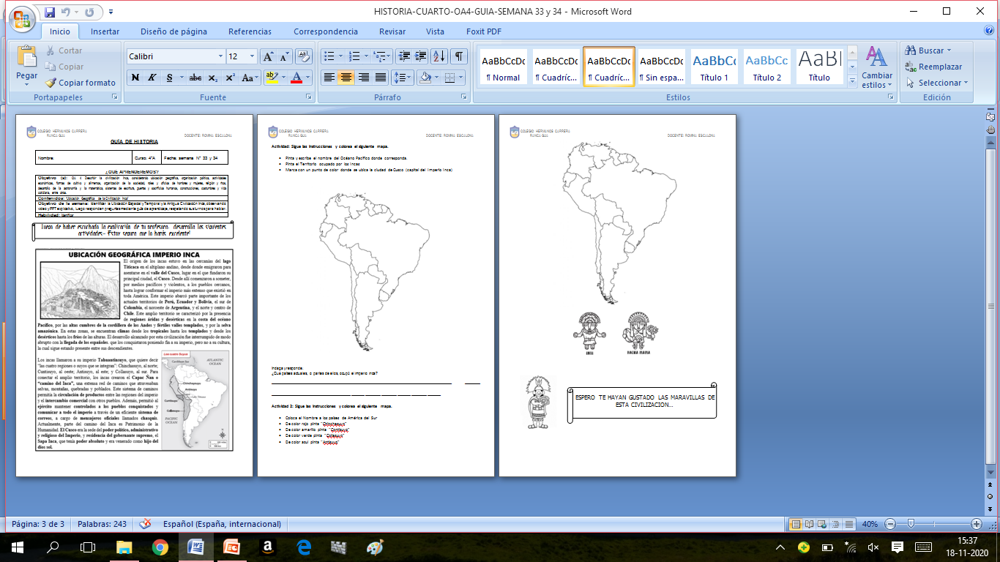 HISTORIA-CUARTO-OA4-GUIA-SEMANA 33 y 34 - Microsoft Word
Inicio Insertar Diseño de página Referencias Correspondencia Revisar Vista Foxit PDF
Pegar
Cortar
Copiar
Copiar formato
Portapapeles
Calibri 12
Fuente
Párrafo
AaBbCcDc AaBbCcDc AaBbCcDc AaBbCcDc AaBbCc AaBbCc AaBl
¶ Normal ¶ Cuadríc... ¶ Cuadríc... ¶ Sin espa... Título 1 Título 2 Título
Cambiar estilos
Estilos
Buscar
Reemplazar
Seleccionar
Edición
COLEGIO HERMANOS CARRERA
RANCAGUA
DOCENTE: ROMINA ESCALONA
GUÍA DE HISTORIA
Nombre: Curso: 4°A Fecha: semana N° 33 y 34
¿QUÉ APRENDEREMOS?
Objetivo (s): OA 4 Describir la civilización Inca, considerando ubicación geográfica, organización política, actividades
económicas, formas de cultivo y alimentos, organización de la sociedad, roles y oficios de hombres y mujeres, religión y ritos,
desarrollo de la astronomía y la matemática, sistemas de escritura, guerras y sacrificios humanos, construcciones, costumbres y vida
cotidiana, entre otros.
Contenidos: "Ubicación Geográfica de la Civilización Inca"
Objetivo de la semana: Identificar la Ubicación Espacial y Temporal y la Antigua Civilización Inca, observando
video y PPT explicativo, luego responden preguntas mediante guía de aprendizaje, respetando sus turnos para hablar.
Habilidad: Identificar
Luego de haber escuchado la explicación de tu profesora, desarrolla las siguientes
actividades- Estoy segura que lo harás excelente!
UBICACIÓN GEOGRÁFICA IMPERIO INCA
El origen de los incas estuvo en las cercanías del lago
Titicaca en el altiplano andino, desde donde emigraron para
asentarse en el valle del Cusco, lugar en el que fundaron su
principal ciudad, el Cusco. Desde allí comenzaron a someter,
por medios pacíficos y violentos, a los pueblos cercanos,
hasta lograr conformar el imperio más extenso que existió en
toda América. Este imperio abarcó parte importante de los
actuales territorios de Perú, Ecuador y Bolivia, el sur de
Colombia, el noroeste de Argentina, y el norte y centro de
Chile. Este amplio territorio se caracterizó por la presencia
de regiones áridas y desérticas en la costa del océano
Pacífico, por las altas cumbres de la cordillera de los Andes y fértiles valles templados, y por la selva
amazónica. En estas zonas, se encuentran climas desde los tropicales hasta los templados y desde los
desérticos hasta los fríos de las alturas. El desarrollo alcanzado por esta civilización fue interrumpido de modo
abrupto con la llegada de los españoles, que los conquistaron poniendo fin a su imperio, pero no a su cultura,
la cual sigue estando presente entre sus descendientes.
Los incas llamaron a su imperio Tahuantinsuyo, que quiere decir
"las cuatro regiones o suyos que se integran": Chinchasuyo, al norte;
Cuntisuyo, al oeste; Antisuyo, al este; y Collasuyo, al sur. Para
conectar el amplio territorio, los incas crearon el Capac Ñan o
"camino del Inca", una extensa red de caminos que atravesaban
selvas, montañas, quebradas y poblados. Este sistema de caminos
permitía la circulación de productos entre las regiones del imperio
y el intercambio comercial con otros pueblos. Además, permitió al
ejército mantener controlados a los pueblos conquistados y
comunicar a todo el imperio a través de un eficiente sistema de
correos, a cargo de mensajeros oficiales llamados chasquis.
Actualmente, parte del camino del Inca es Patrimonio de la
Humanidad. El Cusco era la sede del poder político, administrativo
y religioso del Imperio, y residencia del gobernante supremo, el
Sapa Inca, que tenía poder absoluto y era venerado como hijo del
dios sol.
Los cuatro Suyos
ATLANTIC OCEAN
PACIFIC OCEAN
COLEGIO HERMANOS CARRERA
RANCAGUA
DOCENTE: ROMINA ESCALONA
Actividad: Sigue las instrucciones y colorea el siguiente mapa.
Pinta y escribe el nombre del Océano Pacífico donde corresponda.
Pinta el Territorio ocupado por los Incas
Marca con un punto de color donde se ubica la ciudad de Cusco (capital del Imperio Inca)
Indaga y responde:
¿Qué países actuales, o partes de ellos, ocupó el imperio inca?
Actividad 2: Sigue las instrucciones y colorea el siguiente mapa.
Coloca el Nombre a los países de América del Sur
De color rojo pinta "Chinchasuyo"
De color amarillo pinta
De color verde pinta
De color azul pinta
COLEGIO HERMANOS CARRERA
RANCAGUA
DOCENTE: ROMINA ESCALONA
INTI PACHA MAMA
ESPERO TE HAYAN GUSTADO LAS MARAVILLAS DE
ESTA CIVILIZACION...
Página: 3 de 3 Palabras: 243 Español (España, internacional) 40%
15:37
18-11-2020